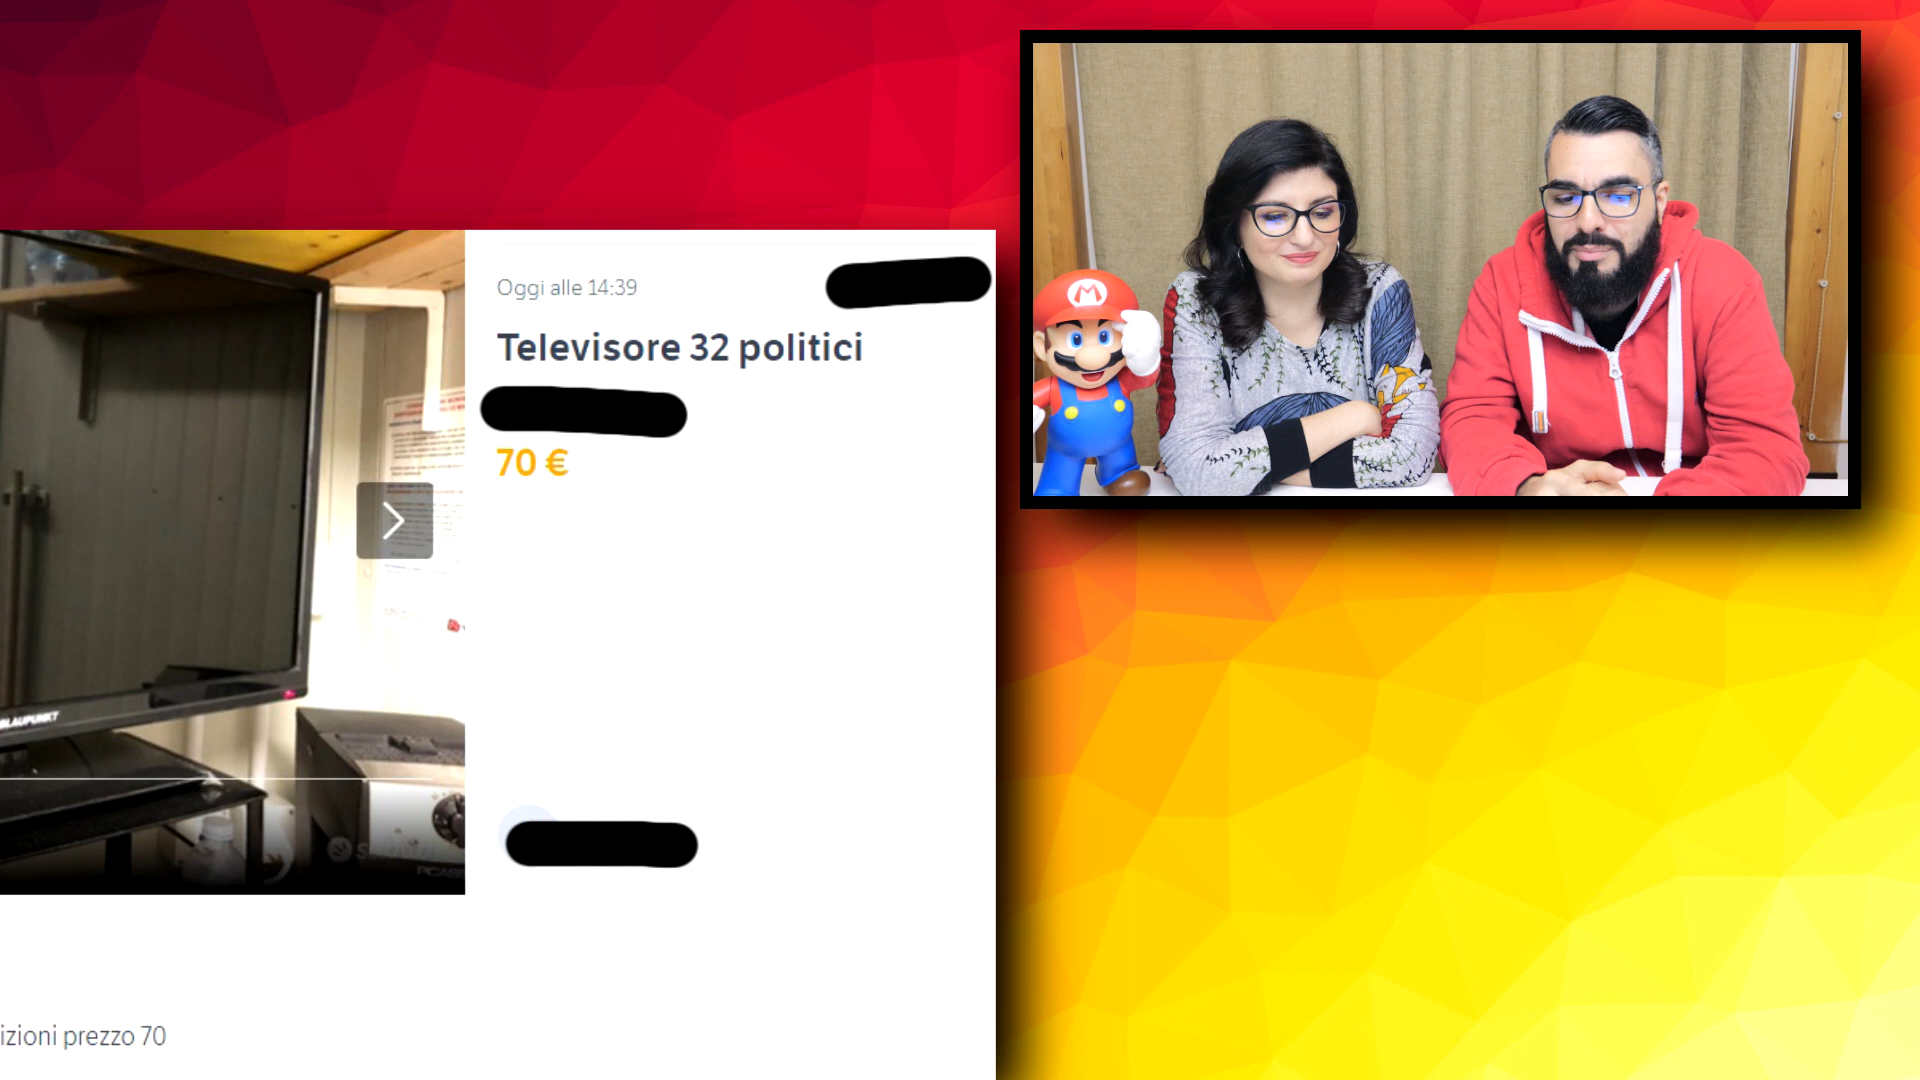 Oggi alle 14:39
Televisore 32 politici
70 €
BLAUPUNKT
izioni prezzo 70
M